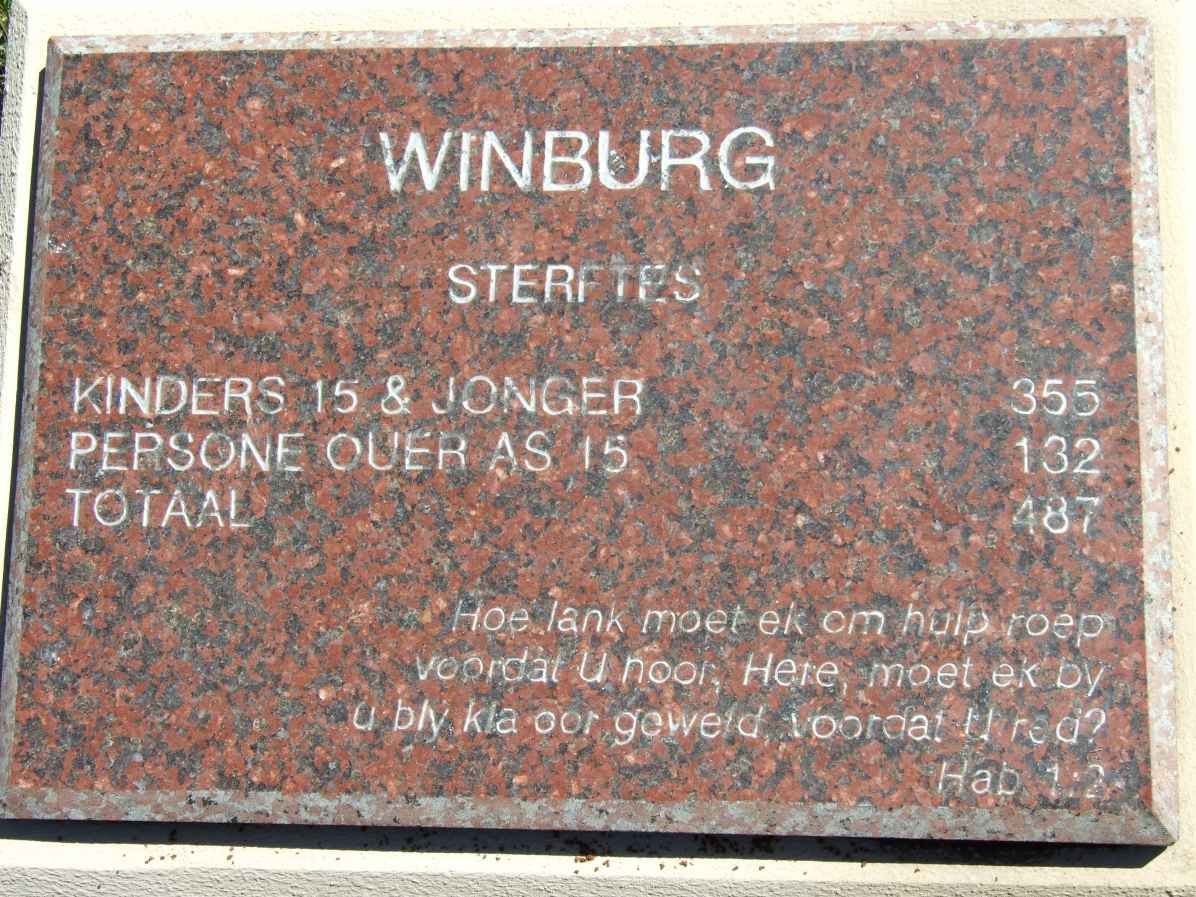 WINBURG
STERFTES
KINDERS 15 & JONGER 355
PERSONE OUER AS 15 132
TOTAAL 487
Hoe lank moet ek om hulp roep
voordat U hoor, Here, moet ek by
u bly kla oor geweld, voordat U red?
Hab 1:2